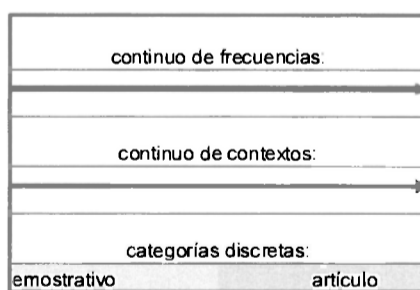 continuo de frecuencias:
continuo de contextos:
categorías discretas:
emostrativo artículo